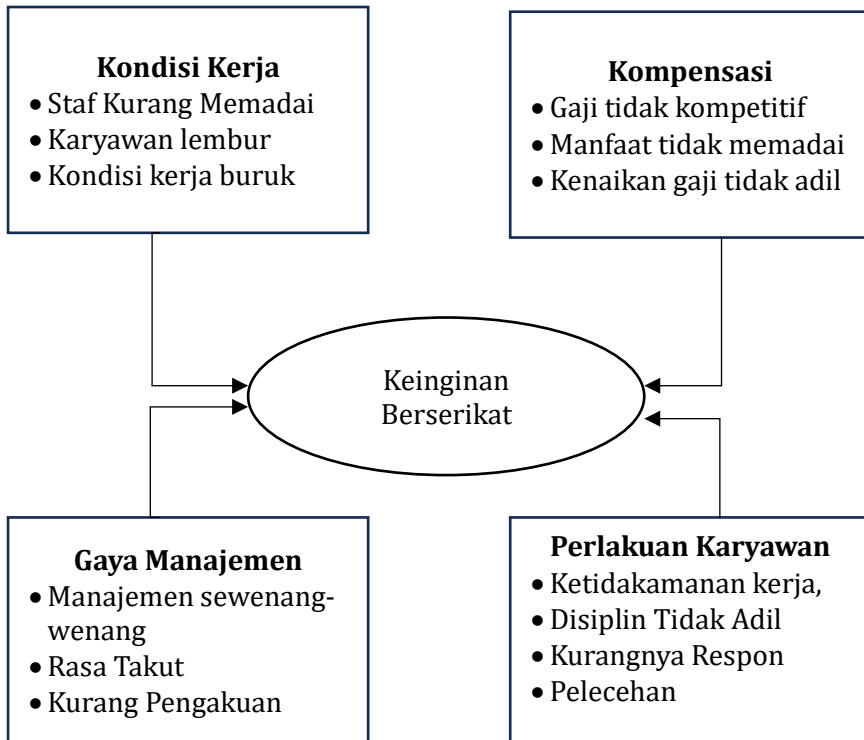 Kondisi Kerja
• Staf Kurang Memadai
• Karyawan lembur
• Kondisi kerja buruk
Kompensasi
• Gaji tidak kompetitif
• Manfaat tidak memadai
• Kenaikan gaji tidak adil
Keinginan
Berserikat
Gaya Manajemen
• Manajemen sewenang-
wenang
• Rasa Takut
• Kurang Pengakuan
Perlakuan Karyawan
• Ketidakamanan kerja,
• Disiplin Tidak Adil
• Kurangnya Respon
• Pelecehan